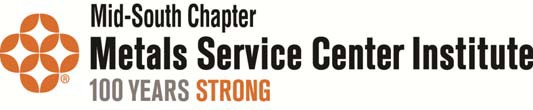 Mid-South Chapter
Metals Service Center Institute
®
100 YEARS STRONG